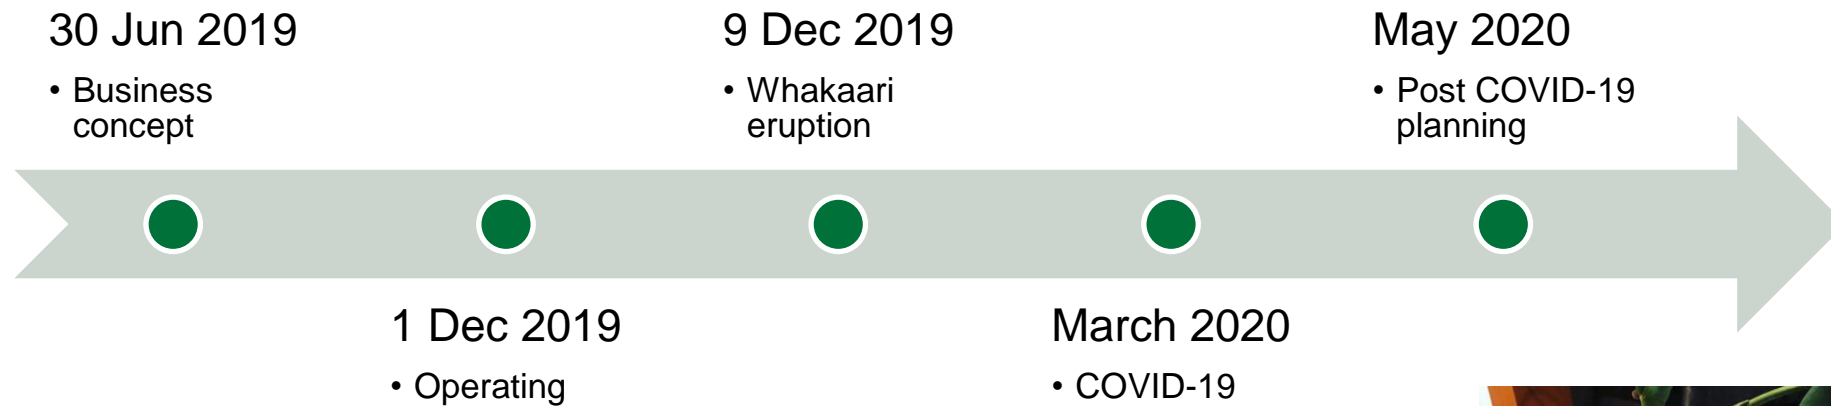 30 Jun 2019
• Business
concept
9 Dec 2019
• Whakaari
eruption
May 2020
• Post COVID-19
planning
1 Dec 2019
• Operating
March 2020
• COVID-19